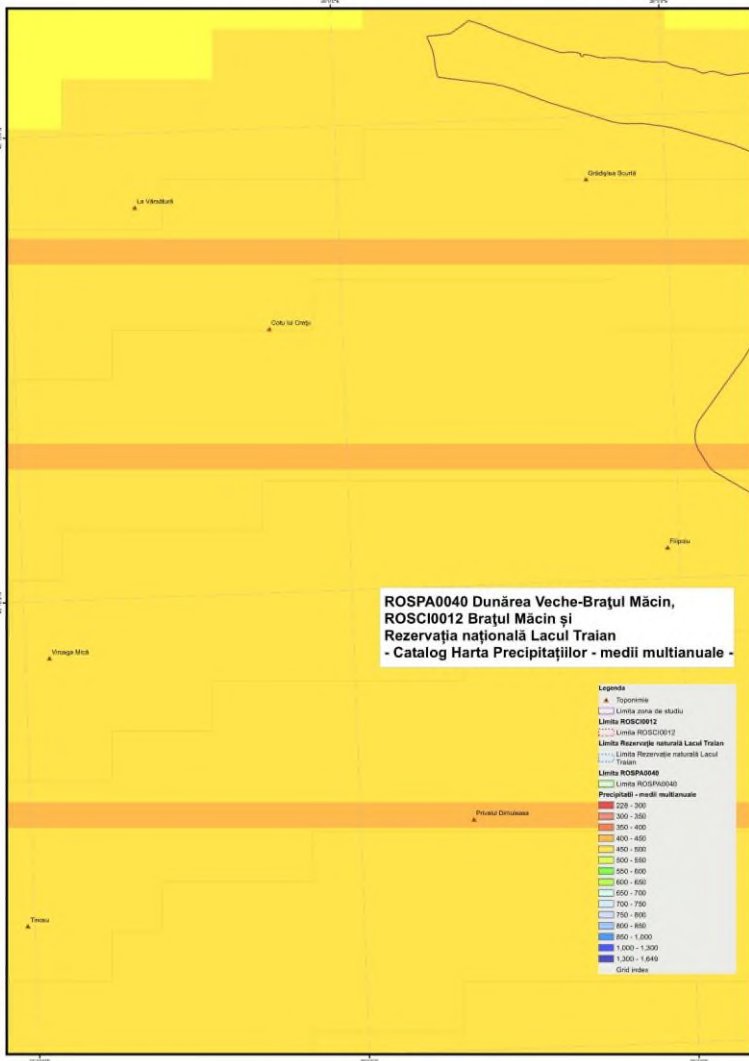 Grădiștea Scurtă
La Vărsătură
Cotu lui Crețu
Filipoiu
ROSPA0040 Dunărea Veche-Brațul Măcin,
ROSCI0012 Brațul Măcin și
Rezervația națională Lacul Traian
- Catalog Harta Precipitațiilor - medii multianuale -
Vinaga Mică
Legenda
Toponimie
Limita zona de studiu
Limita ROSCI0012
Limita ROSCI0012
Limita Rezervație naturală Lacul Traian
Limita Rezervație naturală Lacul
Traian
Limita ROSPA0040
Limita ROSPA0040
Precipitatii - medii multianuale
228 - 300
300 - 350
350 - 400
400 - 450
450 - 500
500 - 550
550 - 600
600 - 650
650 - 700
700 - 750
750 - 800
800 - 850
850 - 1,000
1,000 - 1,300
1,300 - 1,649
Grid index
Privalul